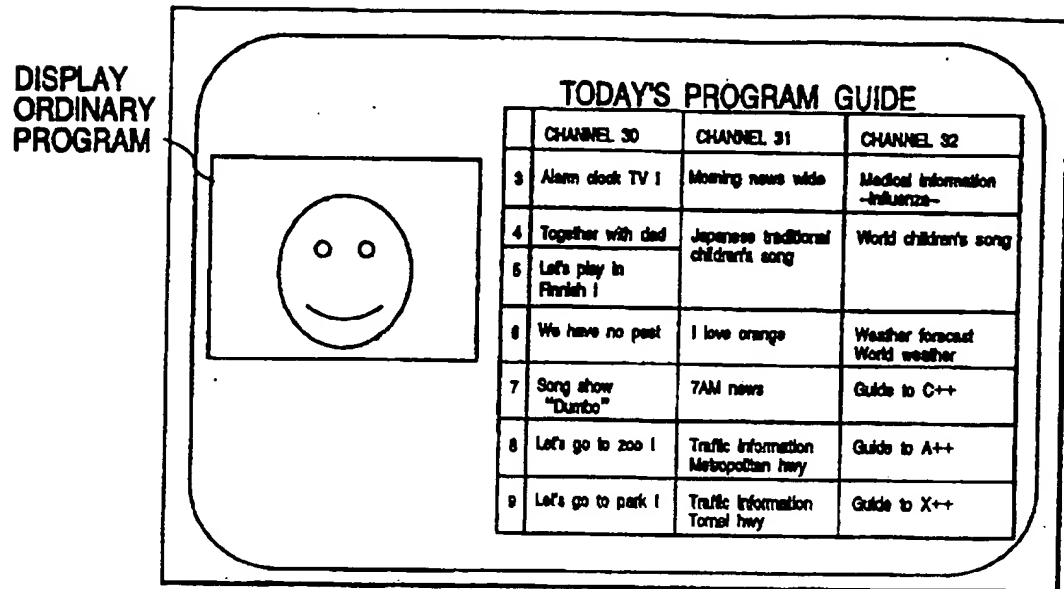 DISPLAY
ORDINARY
PROGRAM
TODAY'S PROGRAM GUIDE
CHANNEL 30 CHANNEL 31 CHANNEL 32
3 Alarm clock TV ! Morning news wide Medical information
-Influenza-
4 Together with dad Japanese traditional World children's song
children's song
5 Let's play in
Finnish !
6 We have no past I love orange Weather forecast
World weather
7 Song show 7AM news Guide to C++
"Dumbo"
8 Let's go to zoo ! Traffic information Guide to A++
Metropolitan hwy
9 Let's go to park ! Traffic information Guide to X++
Tomei hwy